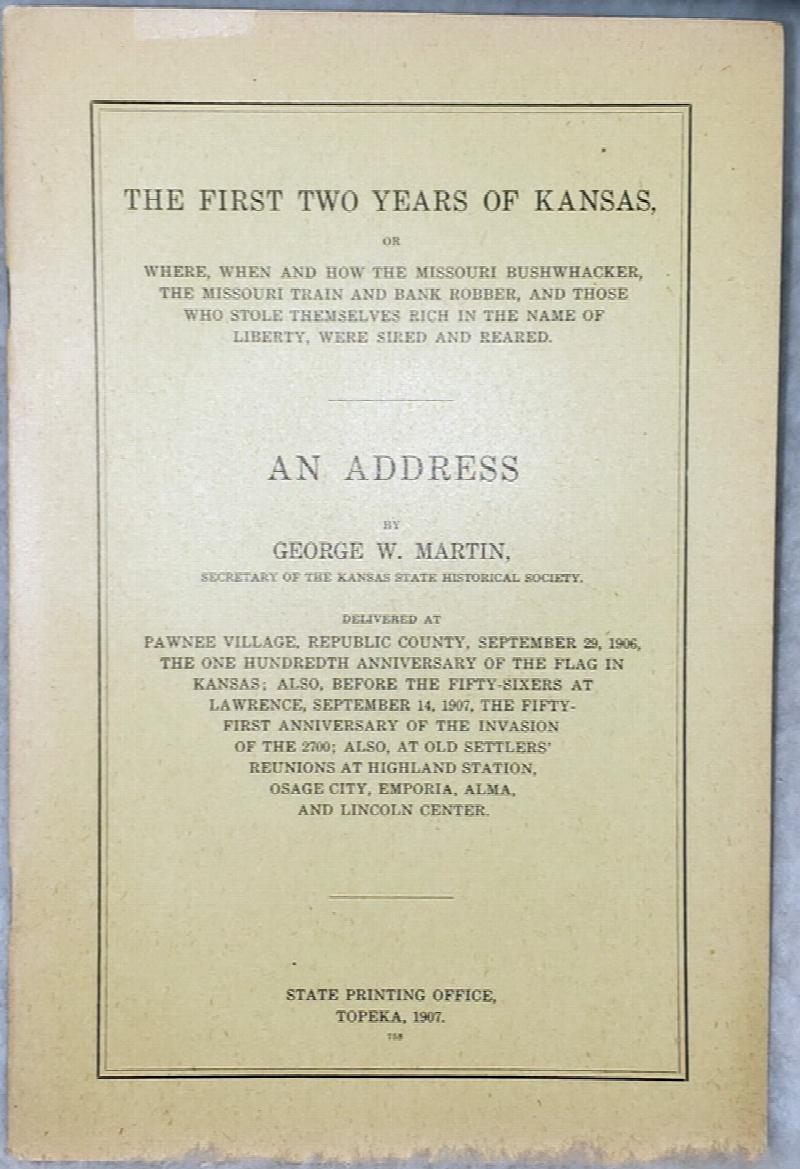 THE FIRST TWO YEARS OF KANSAS,
OR
WHERE, WHEN AND HOW THE MISSOURI BUSHWHACKER,
THE MISSOURI TRAIN AND BANK ROBBER, AND THOSE
WHO STOLE THEMSELVES RICH IN THE NAME OF
LIBERTY, WERE SIRED AND REARED.
AN ADDRESS
BY
GEORGE W. MARTIN,
SECRETARY OF THE KANSAS STATE HISTORICAL SOCIETY.
DELIVERED AT
PAWNEE VILLAGE, REPUBLIC COUNTY, SEPTEMBER 29, 1906,
THE ONE HUNDREDTH ANNIVERSARY OF THE FLAG IN
KANSAS; ALSO, BEFORE THE FIFTY-SIXERS AT
LAWRENCE, SEPTEMBER 14, 1907, THE FIFTY-
FIRST ANNIVERSARY OF THE INVASION
OF THE 2700; ALSO, AT OLD SETTLERS'
REUNIONS AT HIGHLAND STATION,
OSAGE CITY, EMPORIA, ALMA,
AND LINCOLN CENTER.
STATE PRINTING OFFICE,
TOPEKA, 1907.